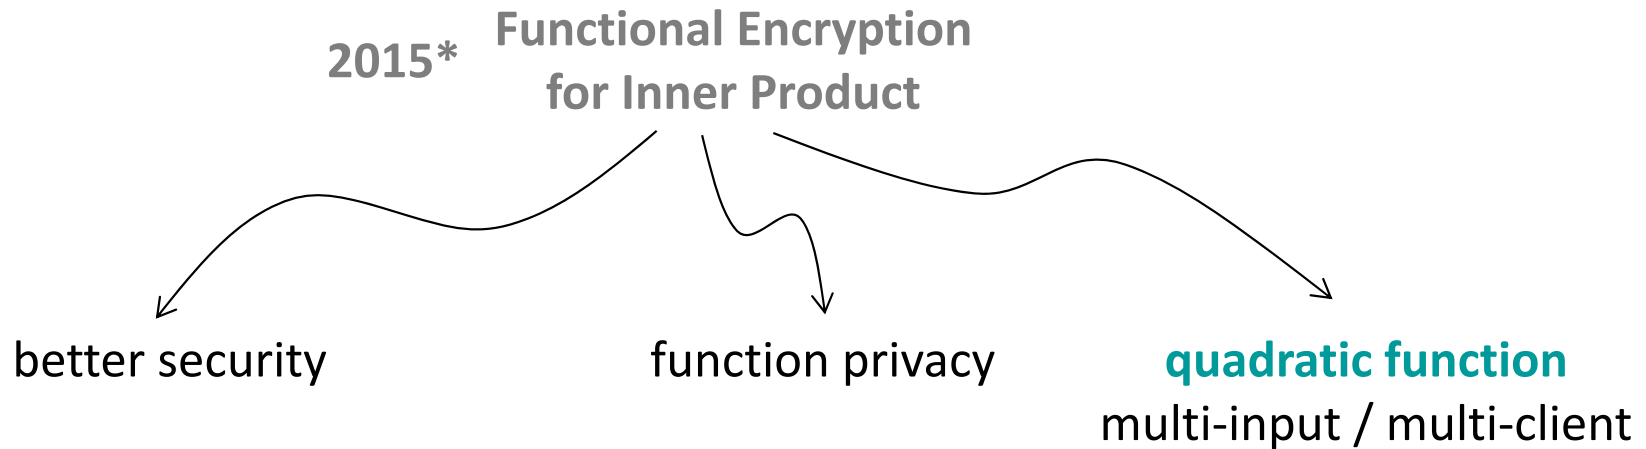 2015*
Functional Encryption
for Inner Product
better security
function privacy
quadratic function
multi-input / multi-client